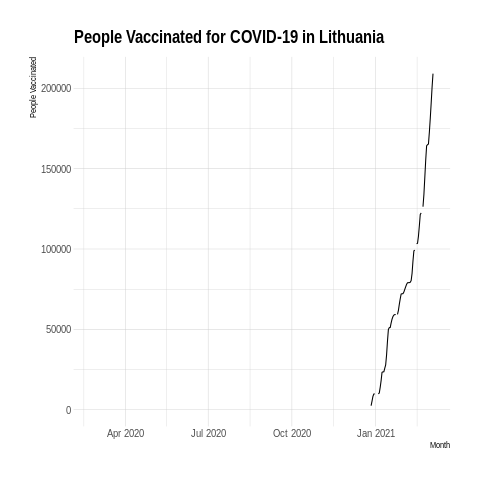 People Vaccinated for COVID-19 in Lithuania
People Vaccinated
200000
150000
100000
50000
0
Apr 2020 Jul 2020 Oct 2020 Jan 2021
Month